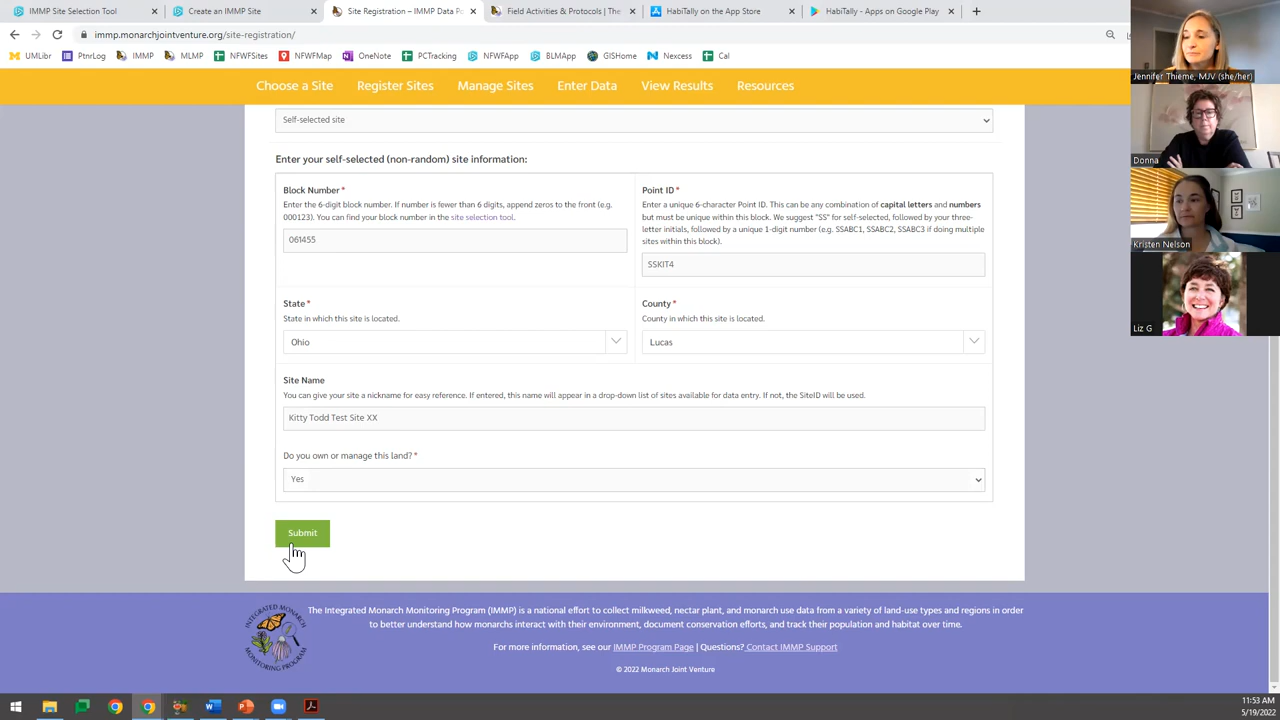 IMMP Site Selection Tool
Create an IMMP Site
Site Registration – IMMP Data Po
Field Activities & Protocols | The
HabiTally on the App Store
HabiTally - Apps on Google Play
immp.monarchjointventure.org/site-registration/
UMLibr
PtnrLog
IMMP
MLMP
NFWFSites
NFWFMap
OneNote
PCTracking
NFWFApp
BLMApp
GISHome
Nexcess
Cal
Choose a Site
Register Sites
Manage Sites
Enter Data
View Results
Resources
Jennifer Thieme, MJV (she/her)
Donna
Kristen Nelson
Liz G
Self-selected site
Enter your self-selected (non-random) site information:
Block Number *
Enter the 6-digit block number. If number is fewer than 6 digits, append zeros to the front (e.g.
000123). You can find your block number in the site selection tool.
061455
Point ID *
Enter a unique 6-character Point ID. This can be any combination of capital letters and numbers
but must be unique within this block. We suggest "SS" for self-selected, followed by your three-
letter initials, followed by a unique 1-digit number (e.g. SSABC1, SSABC2, SSABC3 if doing multiple
sites within this block).
SSKIT4
State *
State in which this site is located.
Ohio
County *
County in which this site is located.
Lucas
Site Name
You can give your site a nickname for easy reference. If entered, this name will appear in a drop-down list of sites available for data entry. If not, the SiteID will be used.
Kitty Todd Test Site XX
Do you own or manage this land? *
Yes
Submit
INTEGRATED MONARCH
MONITORING PROGRAM
The Integrated Monarch Monitoring Program (IMMP) is a national effort to collect milkweed, nectar plant, and monarch use data from a variety of land-use types and regions in order
to better understand how monarchs interact with their environment, document conservation efforts, and track their population and habitat over time.
For more information, see our IMMP Program Page | Questions? Contact IMMP Support
© 2022 Monarch Joint Venture
11:53 AM
5/19/2022